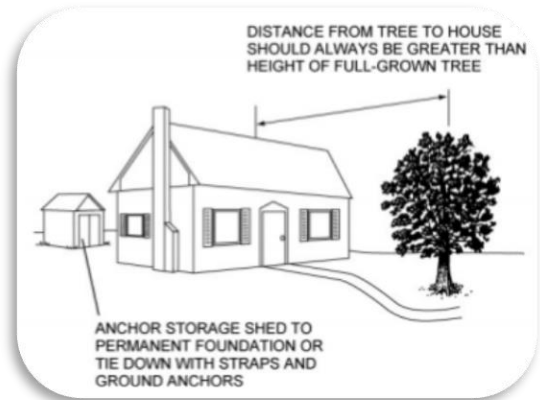 DISTANCE FROM TREE TO HOUSE
SHOULD ALWAYS BE GREATER THAN
HEIGHT OF FULL-GROWN TREE
ANCHOR STORAGE SHED TO
PERMANENT FOUNDATION OR
TIE DOWN WITH STRAPS AND
GROUND ANCHORS